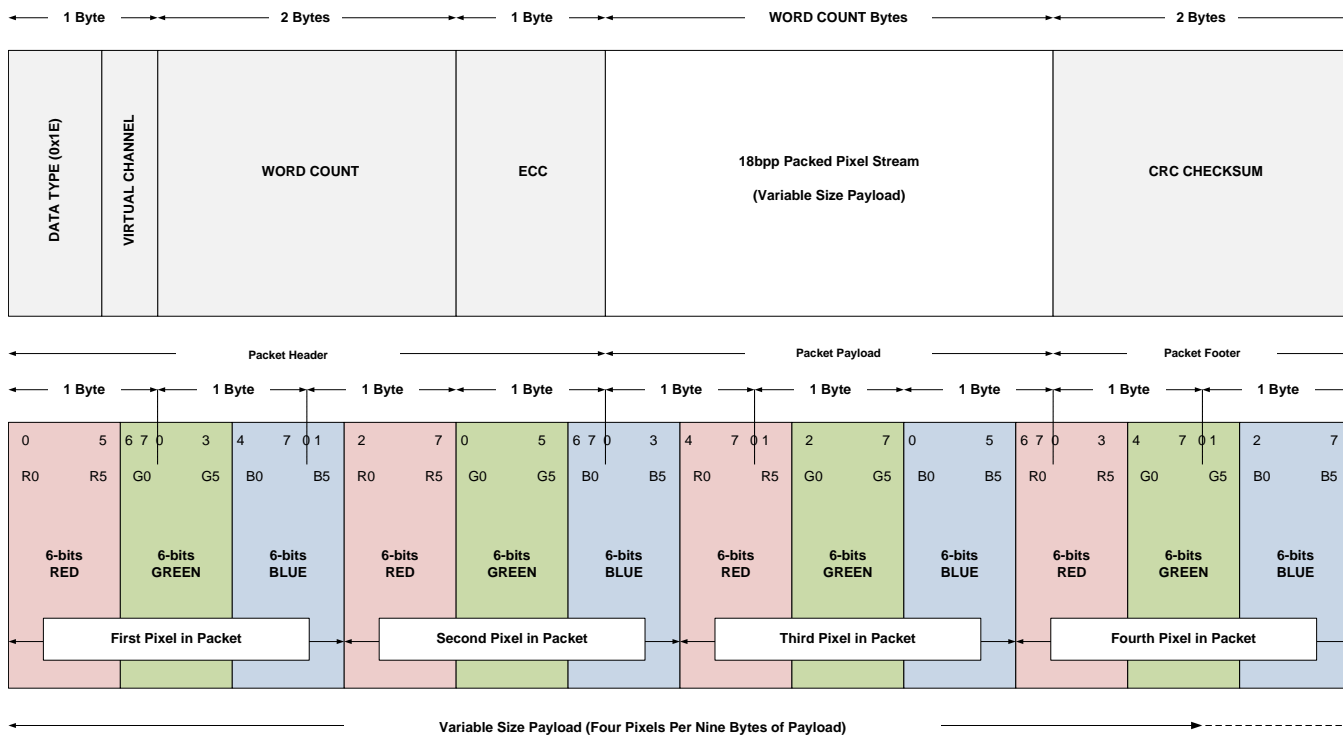 1 Byte 2 Bytes 1 Byte WORD COUNT Bytes 2 Bytes
DATA TYPE (0x1E)
VIRTUAL CHANNEL
WORD COUNT
ECC
18bpp Packed Pixel Stream
(Variable Size Payload)
CRC CHECKSUM
Packet Header Packet Payload Packet Footer
1 Byte 1 Byte 1 Byte 1 Byte 1 Byte 1 Byte 1 Byte 1 Byte 1 Byte
0 5 6 7 0 3 4 7 0 1 2 7 0 5 6 7 0 3 4 7 0 1 2 7 0 5 6 7 0 3 4 7 0 1 2 7
R0 R5 G0 G5 B0 B5 R0 R5 G0 G5 B0 B5 R0 R5 G0 G5 B0 B5 R0 R5 G0 G5 B0 B5
6-bits 6-bits 6-bits 6-bits 6-bits 6-bits 6-bits 6-bits 6-bits 6-bits 6-bits 6-bits
RED GREEN BLUE RED GREEN BLUE RED GREEN BLUE RED GREEN BLUE
First Pixel in Packet Second Pixel in Packet Third Pixel in Packet Fourth Pixel in Packet
Variable Size Payload (Four Pixels Per Nine Bytes of Payload)